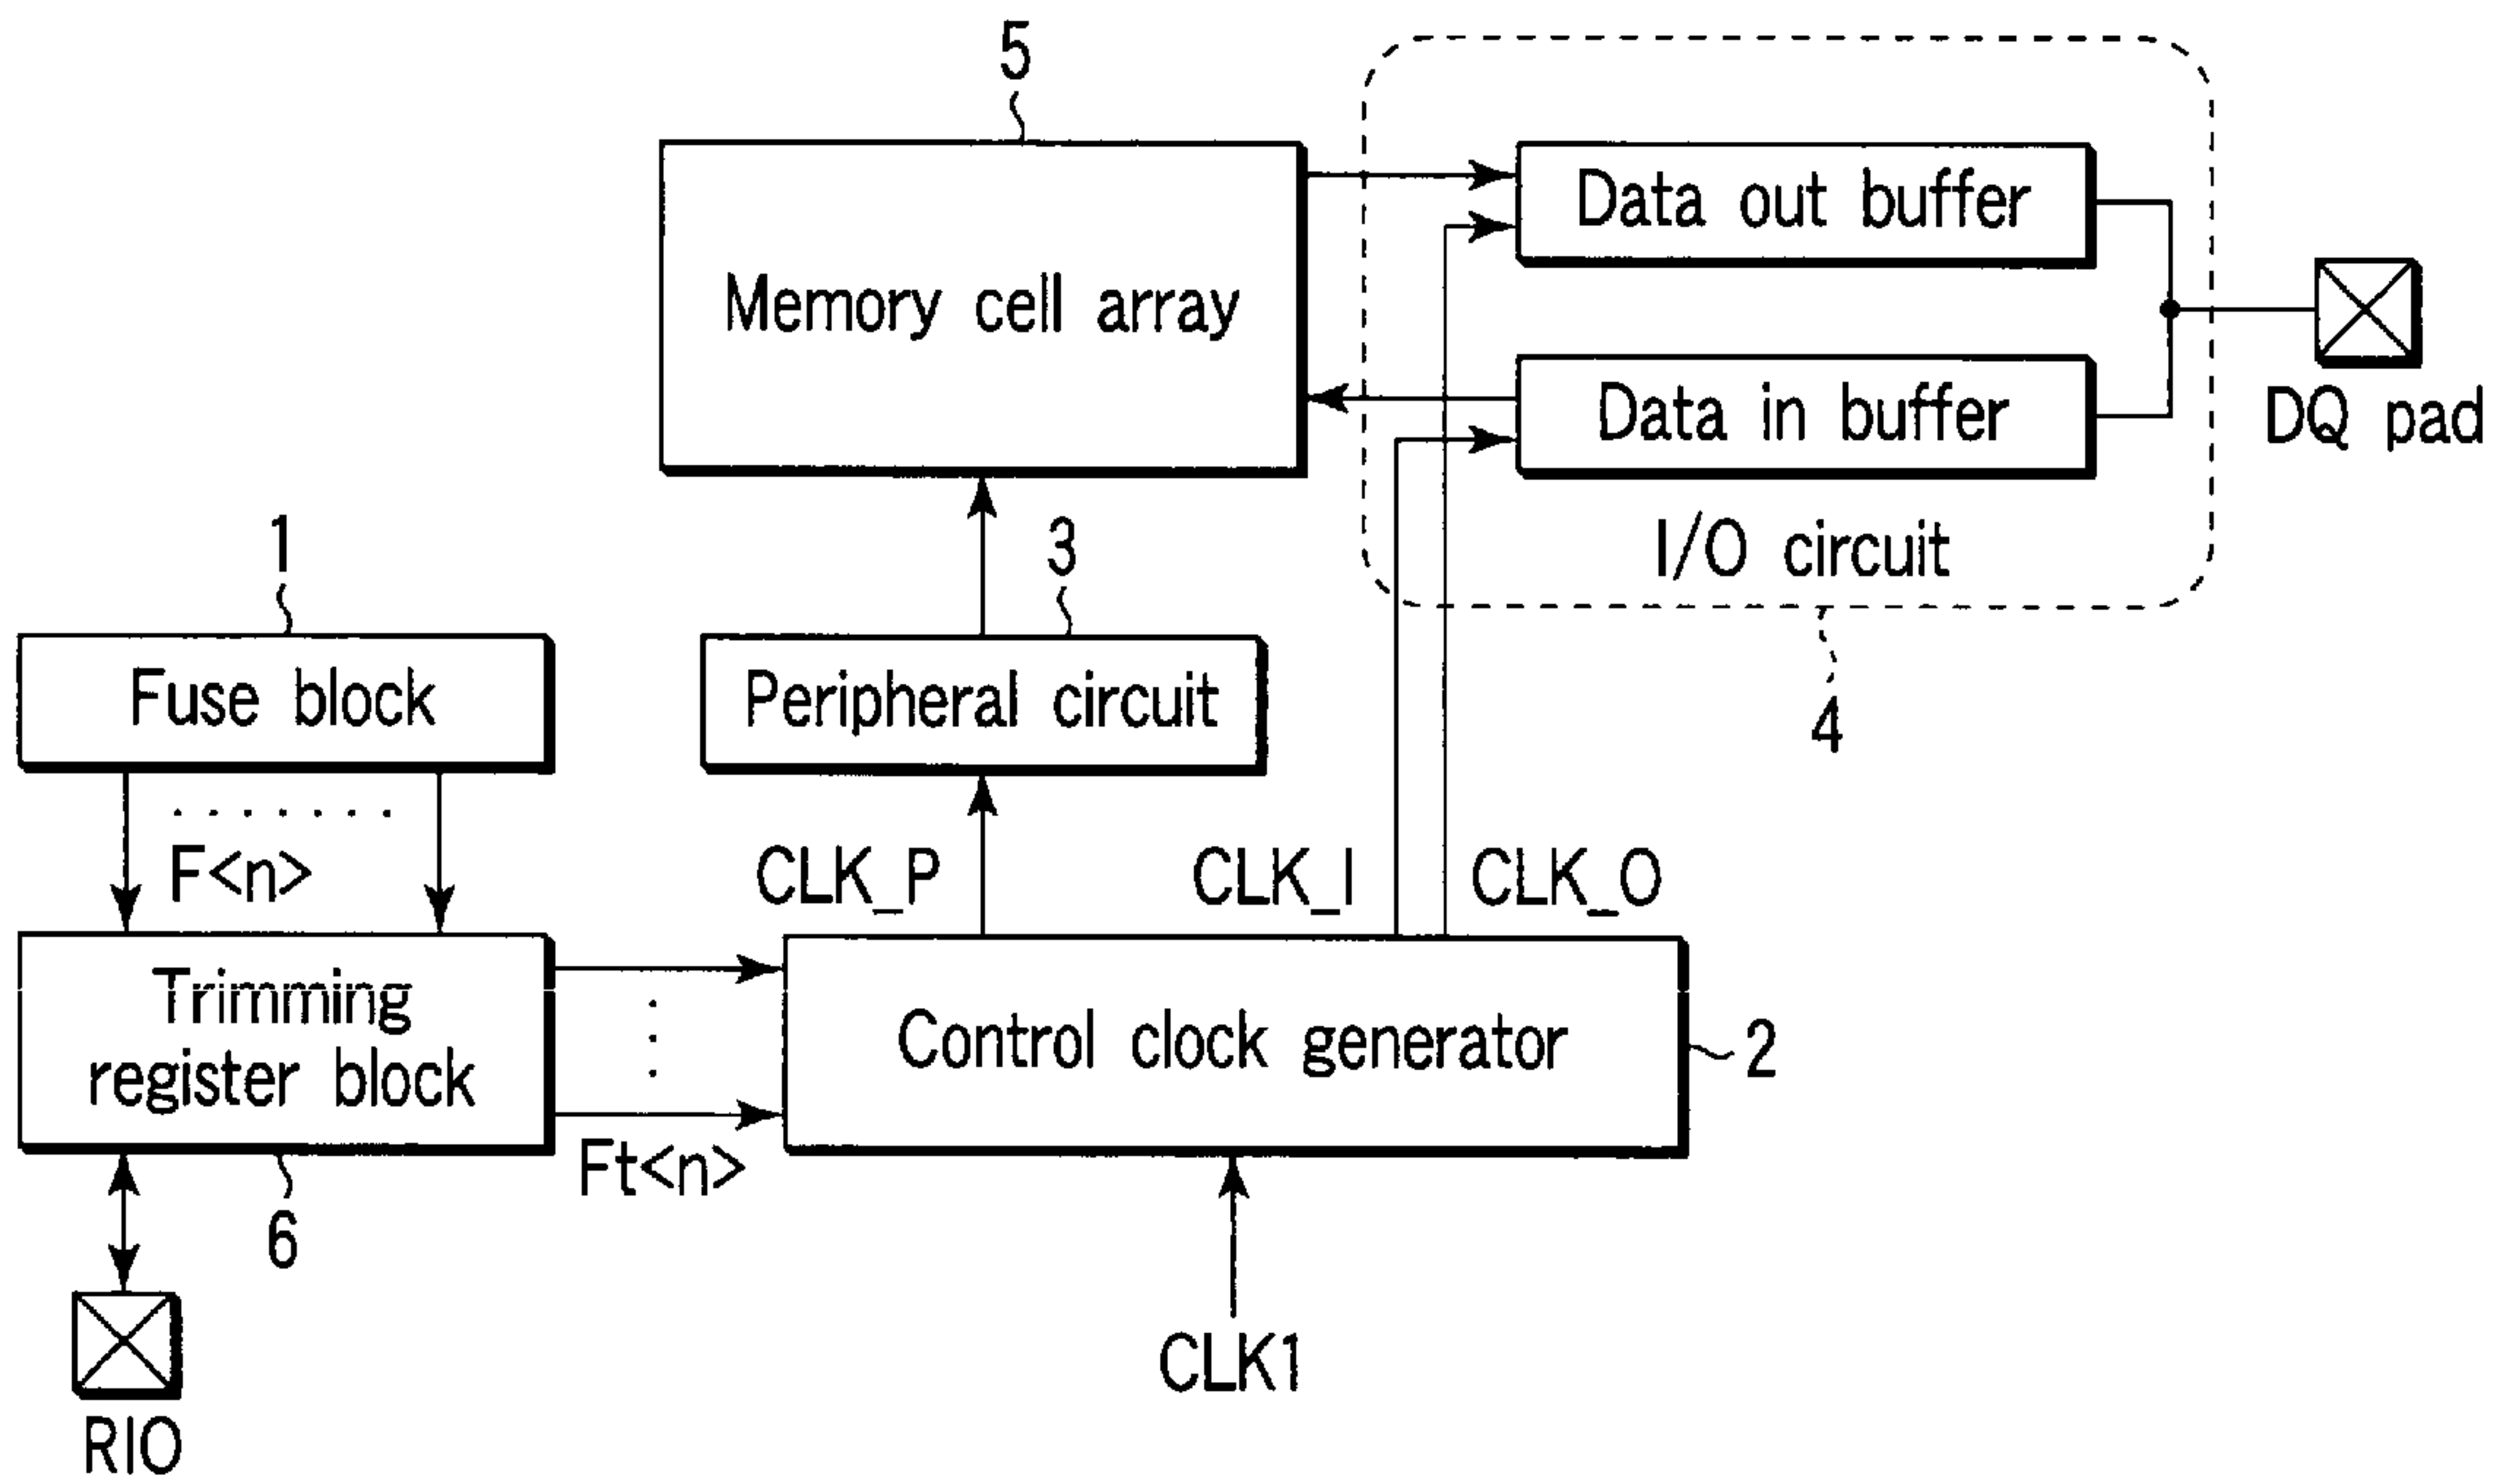 5
Data out buffer
Memory cell array
Data in buffer
DQ pad
I/O circuit
1
3
4
Fuse block
Peripheral circuit
F<n>
CLK_P
CLK_I
CLK_O
Trimming
register block
Control clock generator
2
Ft<n>
6
CLK1
RIO